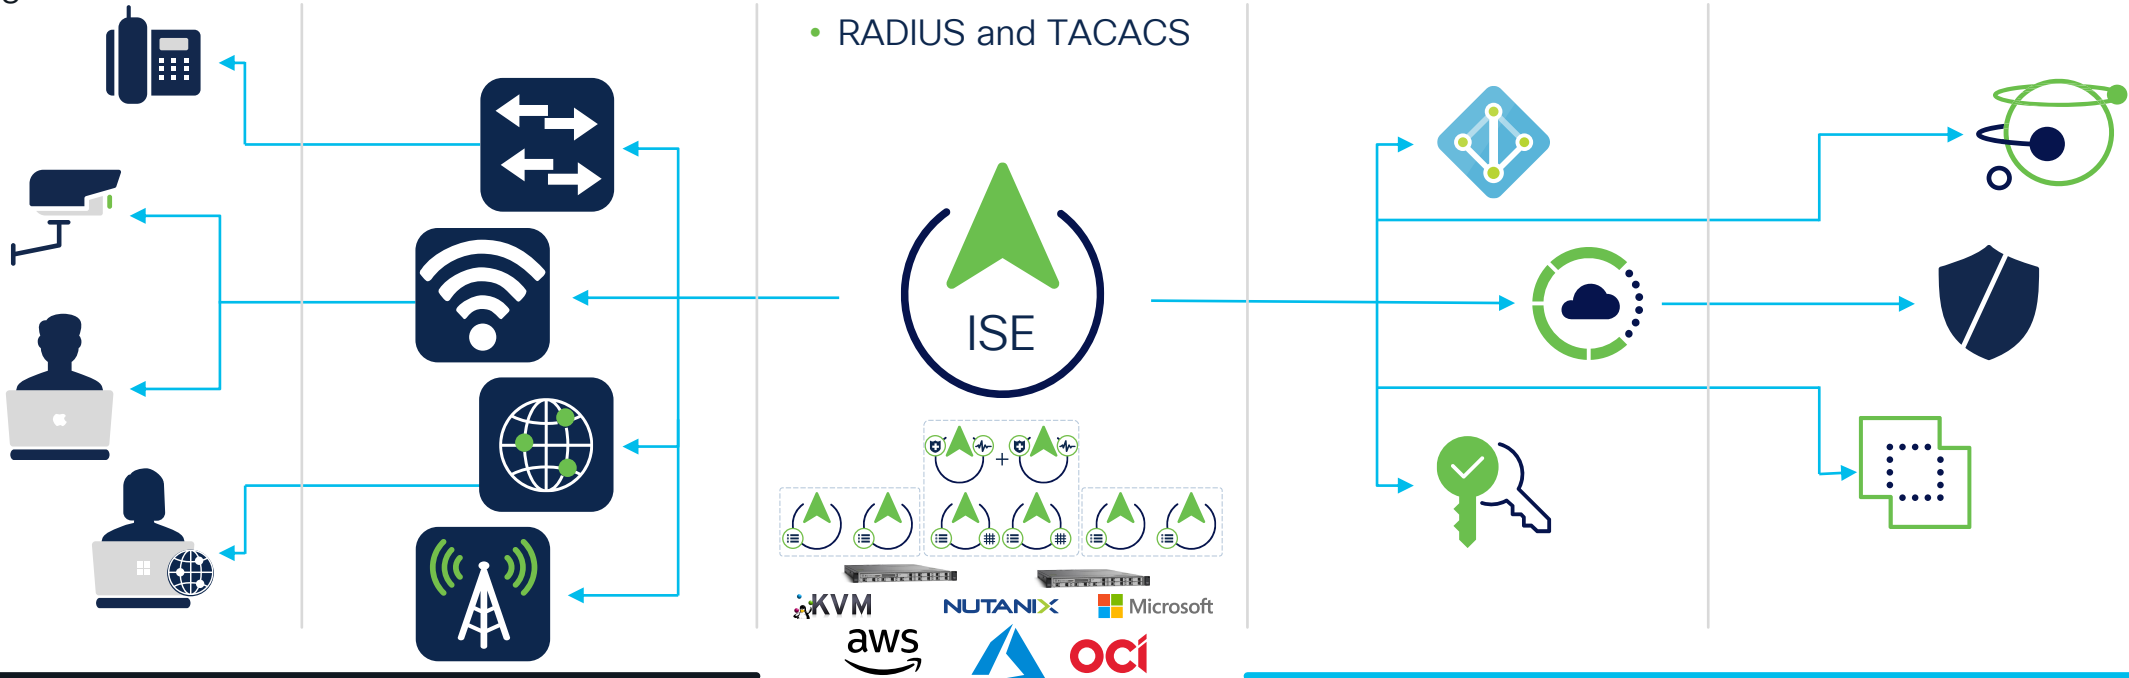 • RADIUS and TACACS
ISE
+
KVM
NUTANIX
Microsoft
aws
OCI